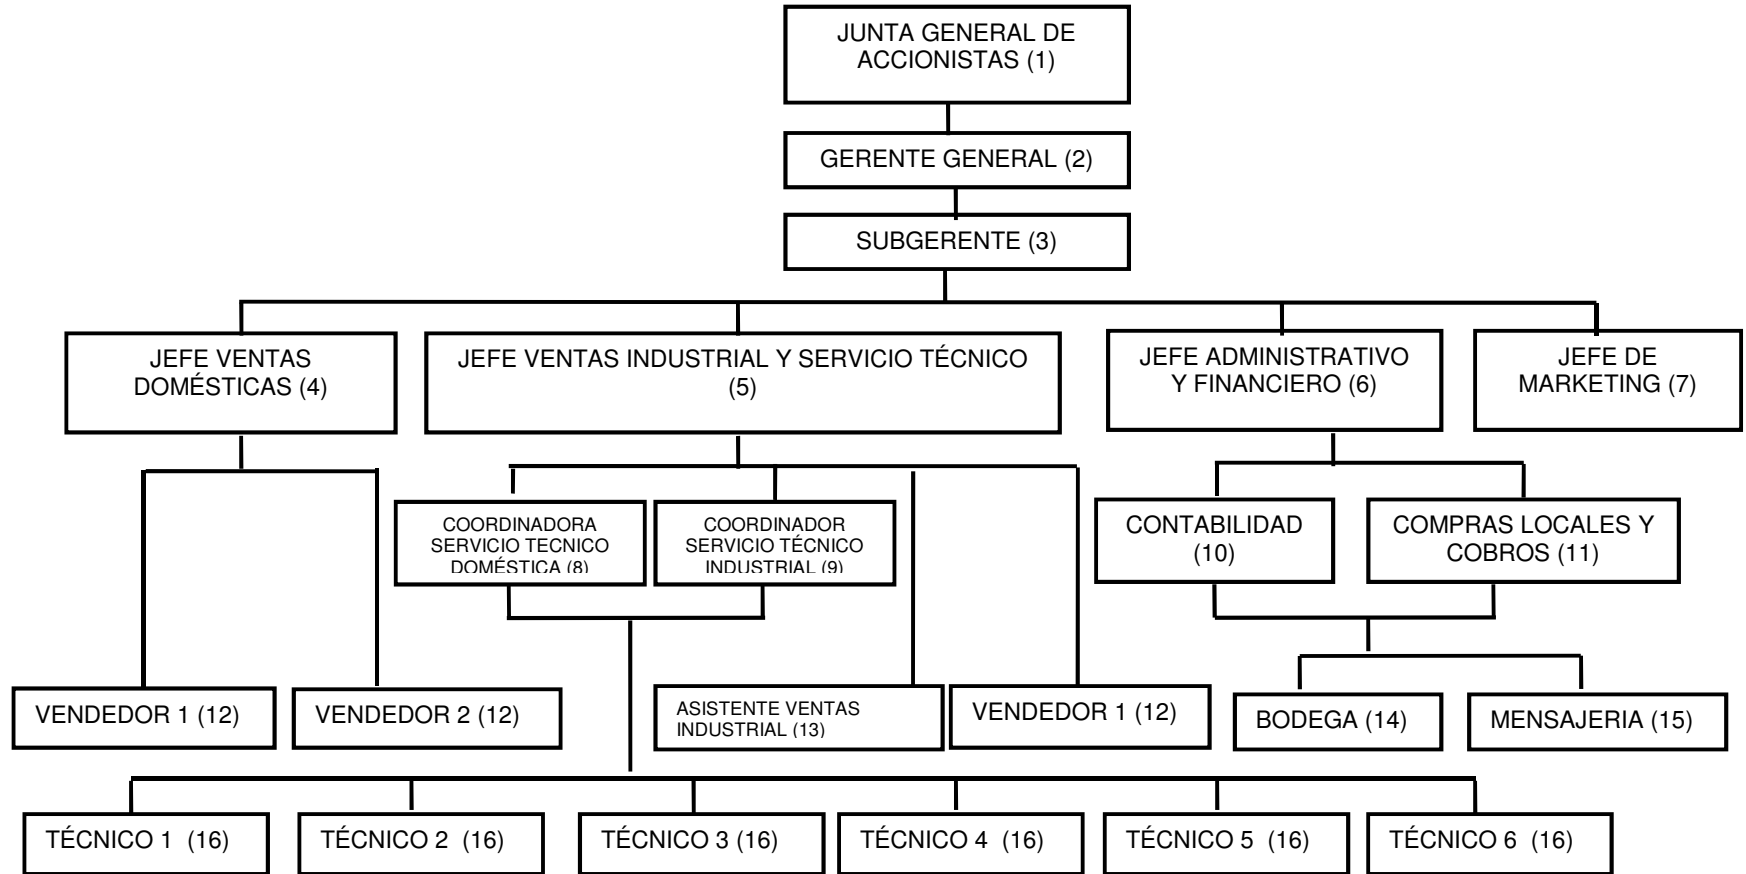 JUNTA GENERAL DE
ACCIONISTAS (1)
GERENTE GENERAL (2)
SUBGERENTE (3)
JEFE VENTAS
DOMÉSTICAS (4)
JEFE VENTAS INDUSTRIAL Y SERVICIO TÉCNICO
(5)
JEFE ADMINISTRATIVO
Y FINANCIERO (6)
JEFE DE
MARKETING (7)
COORDINADORA
SERVICIO TECNICO
DOMÉSTICA (8)
COORDINADOR
SERVICIO TÉCNICO
INDUSTRIAL (9)
CONTABILIDAD
(10)
COMPRAS LOCALES Y
COBROS (11)
VENDEDOR 1 (12)
VENDEDOR 2 (12)
ASISTENTE VENTAS
INDUSTRIAL (13)
VENDEDOR 1 (12)
BODEGA (14)
MENSAJERIA (15)
TÉCNICO 1 (16)
TÉCNICO 2 (16)
TÉCNICO 3 (16)
TÉCNICO 4 (16)
TÉCNICO 5 (16)
TÉCNICO 6 (16)